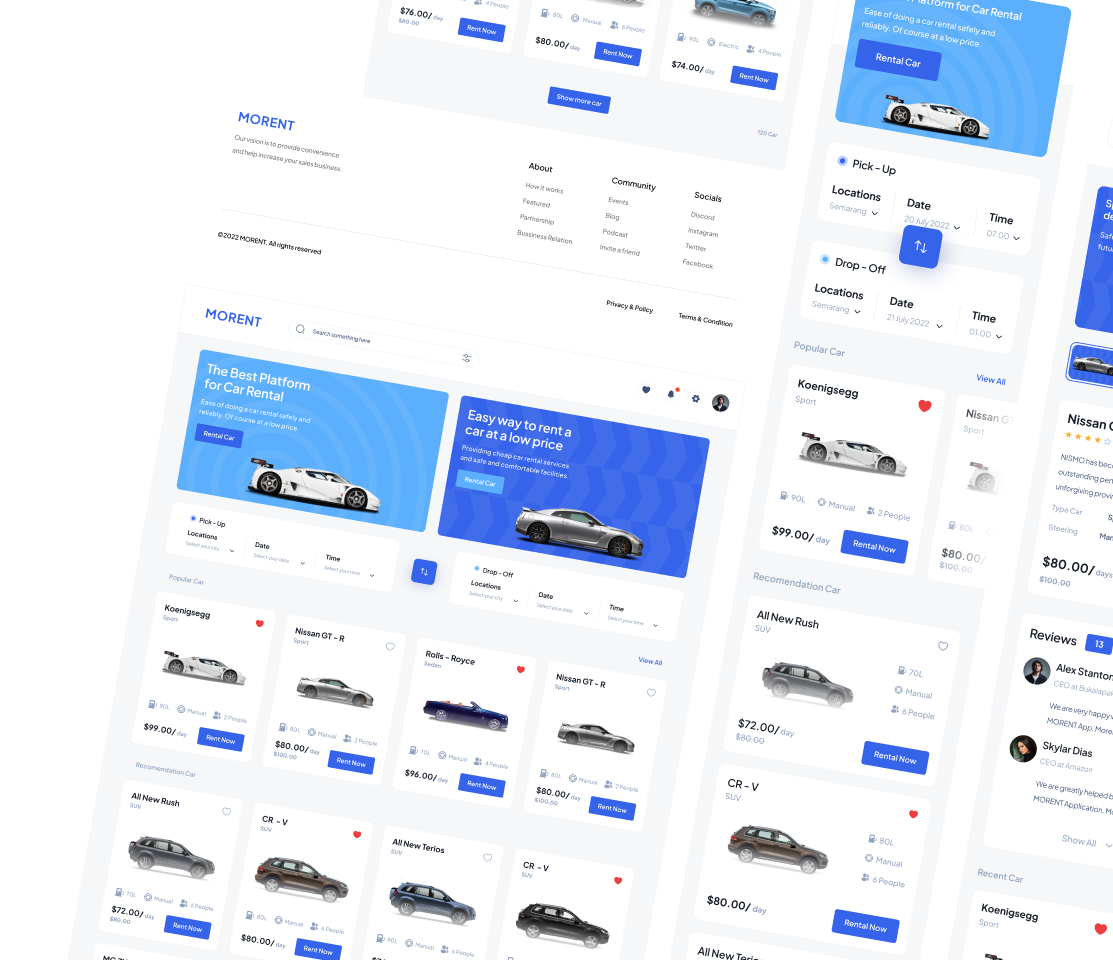 $76.00/ day
$80.00
Rent Now
4 People
80L
Manual
6 People
$80.00/ day
Rent Now
90L
Electric
4 People
$74.00/ day
Rent Now
Show more car
120 Car
MORENT
Our vision is to provide convenience
and help increase your sales business.
About
How it works
Featured
Partnership
Bussiness Relation
Community
Events
Blog
Podcast
Invite a friend
Socials
Discord
Instagram
Twitter
Facebook
©2022 MORENT. All rights reserved
Privacy & Policy
Terms & Condition
MORENT
Search something here
The Best Platform
for Car Rental
Ease of doing a car rental safely and
reliably. Of course at a low price.
Rental Car
Easy way to rent a
car at a low price
Providing cheap car rental services
and safe and comfortable facilities.
Rental Car
Pick - Up
Locations
Select your city
Date
Select your date
Time
Select your time
Drop - Off
Locations
Select your city
Date
Select your date
Time
Select your time
Popular Car
View All
Koenigsegg
Sport
90L
Manual
2 People
$99.00/ day
Rent Now
Nissan GT - R
Sport
80L
Manual
2 People
$80.00/ day
$100.00
Rent Now
Rolls - Royce
Sedan
70L
Manual
4 People
$96.00/ day
Rent Now
Nissan GT - R
Sport
80L
Manual
2 People
$80.00/ day
$100.00
Rent Now
Recomendation Car
All New Rush
SUV
70L
Manual
6 People
$72.00/ day
$80.00
Rent Now
CR - V
SUV
80L
Manual
6 People
$80.00/ day
Rent Now
All New Terios
SUV
90L
Manual
6 People
CR - V
SUV
Platform for Car Rental
Ease of doing a car rental safely and
reliably. Of course at a low price.
Rental Car
Pick - Up
Locations
Semarang
Date
20 July 2022
Time
07.00
Drop - Off
Locations
Semarang
Date
21 July 2022
Time
01.00
Popular Car
View All
Koenigsegg
Sport
90L
Manual
2 People
$99.00/ day
Rental Now
Nissan GT
Sport
80L
$80.00/
$100.00
Recomendation Car
All New Rush
SUV
70L
Manual
6 People
$72.00/ day
$80.00
Rental Now
CR - V
SUV
80L
Manual
6 People
$80.00/ day
Rental Now
All New Terios
Nissan G
NISMO has bec
outstanding per
unforgiving provi
Type Car
Steering
Man
$80.00/ days
$100.00
Reviews
13
Alex Stanton
CEO at Bukalapak
We are very happy
MORENT App. More
Skylar Dias
CEO at Amazon
We are greatly helped b
MORENT Application. M
Show All
Recent Car
Koenigsegg
Sport